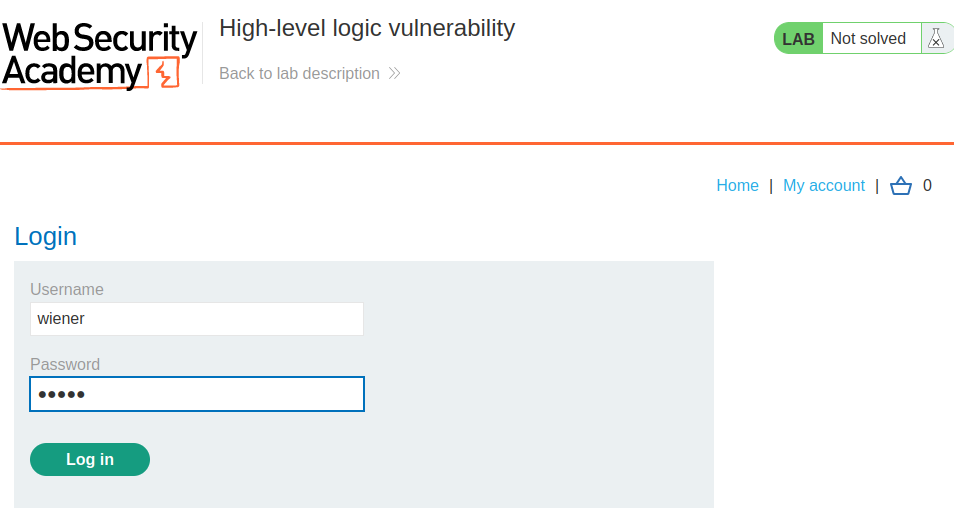 Web Security
Academy
High-level logic vulnerability
Back to lab description
LAB Not solved
Home | My account | 0
Login
Username
wiener
Password
•••••
Log in